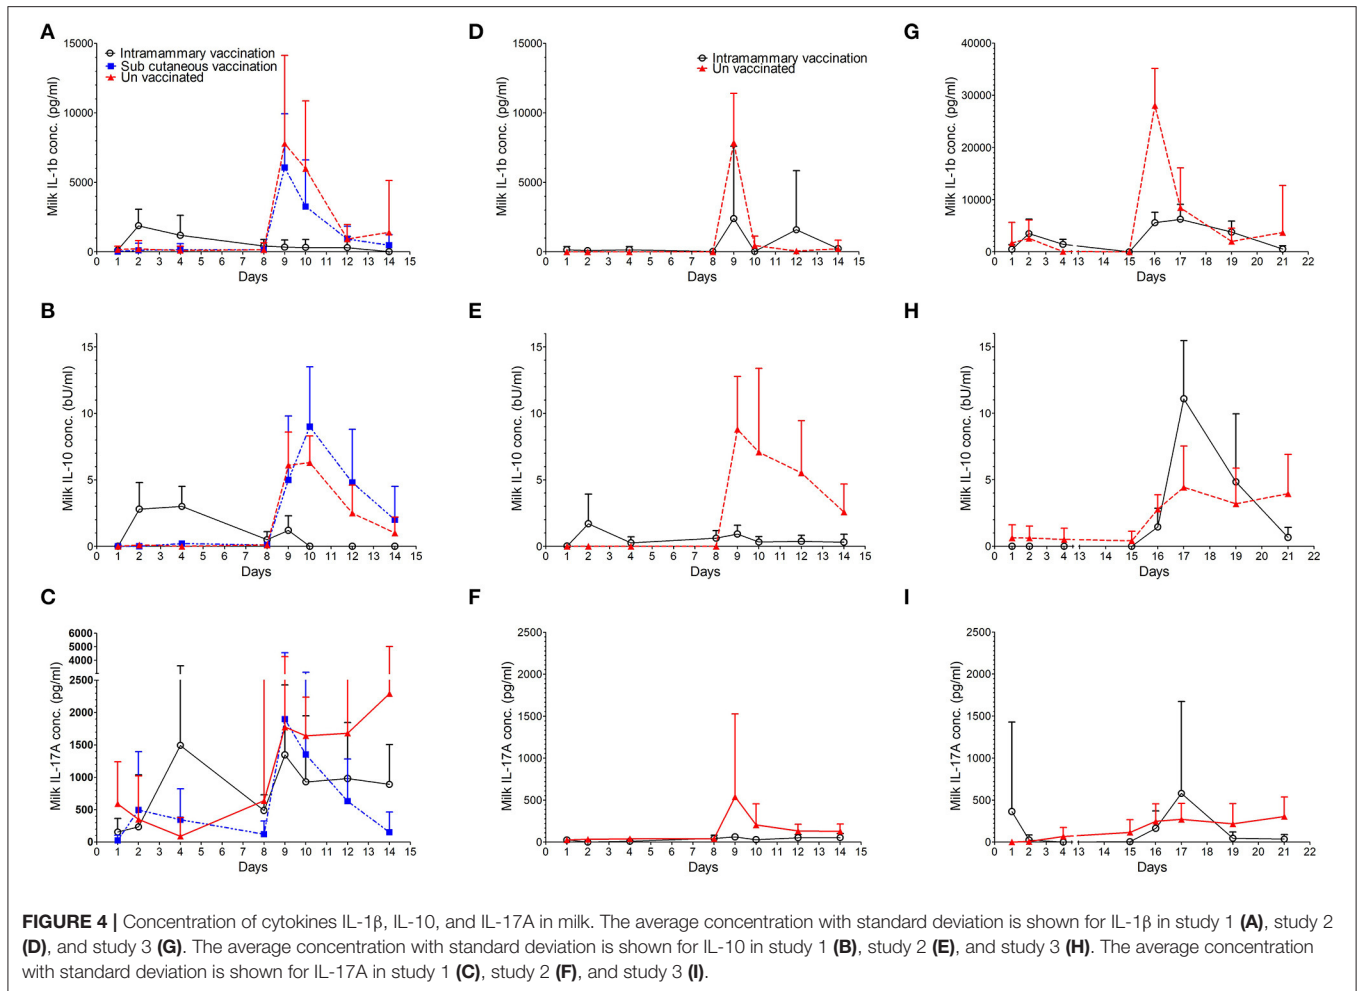 A
Milk IL-1b conc. (pg/ml)
15000
10000
5000
0
Intramammary vaccination
Sub cutaneous vaccination
Un vaccinated
0 1 2 3 4 5 6 7 8 9 10 11 12 13 14 15
Days
D
Milk IL-1b conc. (pg/ml)
15000
10000
5000
0
Intramammary vaccination
Un vaccinated
0 1 2 3 4 5 6 7 8 9 10 11 12 13 14 15
Days
G
Milk IL-1b conc. (pg/ml)
40000
30000
20000
10000
0
0 1 2 3 4 13 14 15 16 17 18 19 20 21 22
Days
B
Milk IL-10 conc. (bU/ml)
15
10
5
0
0 1 2 3 4 5 6 7 8 9 10 11 12 13 14 15
Days
E
Milk IL-10 conc. (bU/ml)
15
10
5
0
0 1 2 3 4 5 6 7 8 9 10 11 12 13 14 15
Days
H
Milk IL-10 conc. (bU/ml)
15
10
5
0
0 1 2 3 4 13 14 15 16 17 18 19 20 21 22
Days
C
Milk IL-17A conc. (pg/ml)
6000
5000
4000
2500
2000
1500
1000
500
0
0 1 2 3 4 5 6 7 8 9 10 11 12 13 14 15
Days
F
Milk IL-17A conc. (pg/ml)
2500
2000
1500
1000
500
0
0 1 2 3 4 5 6 7 8 9 10 11 12 13 14 15
Days
I
Milk IL-17A conc. (pg/ml)
2500
2000
1500
1000
500
0
0 1 2 3 4 13 14 15 16 17 18 19 20 21 22
Days
FIGURE 4 | Concentration of cytokines IL-1β, IL-10, and IL-17A in milk. The average concentration with standard deviation is shown for IL-1β in study 1 (A), study 2
(D), and study 3 (G). The average concentration with standard deviation is shown for IL-10 in study 1 (B), study 2 (E), and study 3 (H). The average concentration
with standard deviation is shown for IL-17A in study 1 (C), study 2 (F), and study 3 (I).